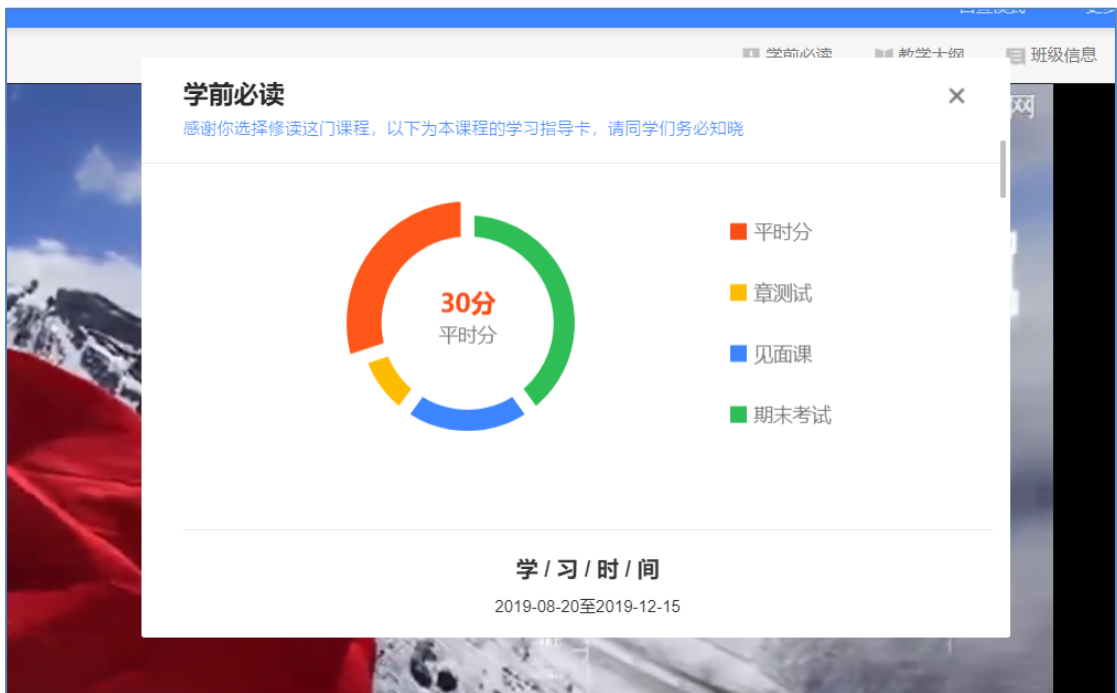 学前必读
教学大纲
班级信息
学前必读
感谢你选择修读这门课程，以下为本课程的学习指导卡，请同学们务必知晓
网
30分
平时分
平时分
章测试
见面课
期末考试
学 / 习 / 时 / 间
2019-08-20至2019-12-15